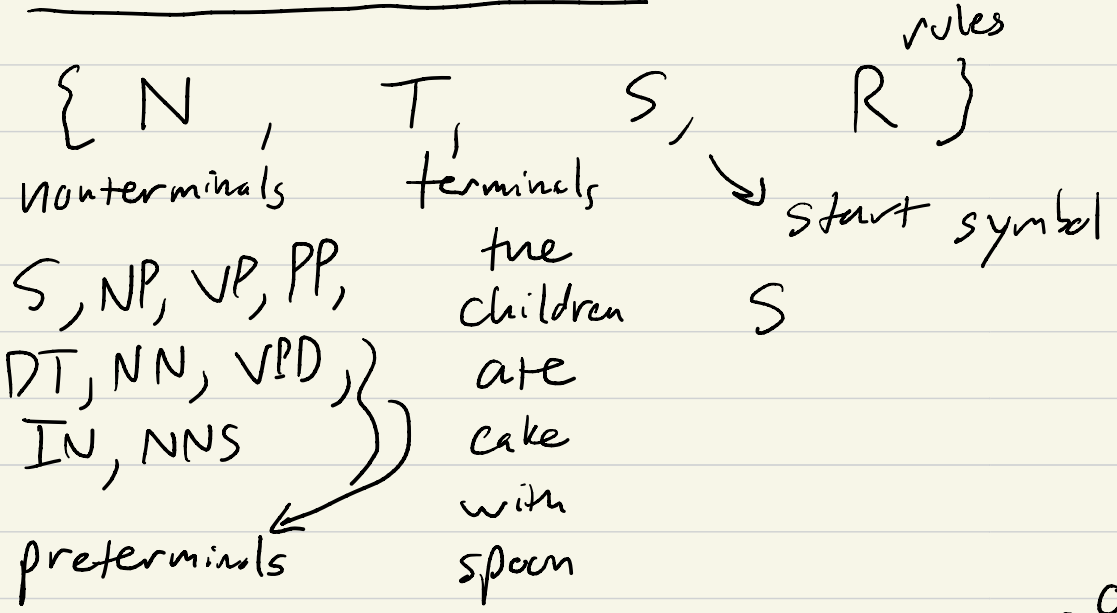 rules
{ N, T, S, R }
nonterminals terminals start symbol
S, NP, VP, PP, the S
children
DT, NN, VPD, ate
IN, NNS cake
with
preterminals spoon